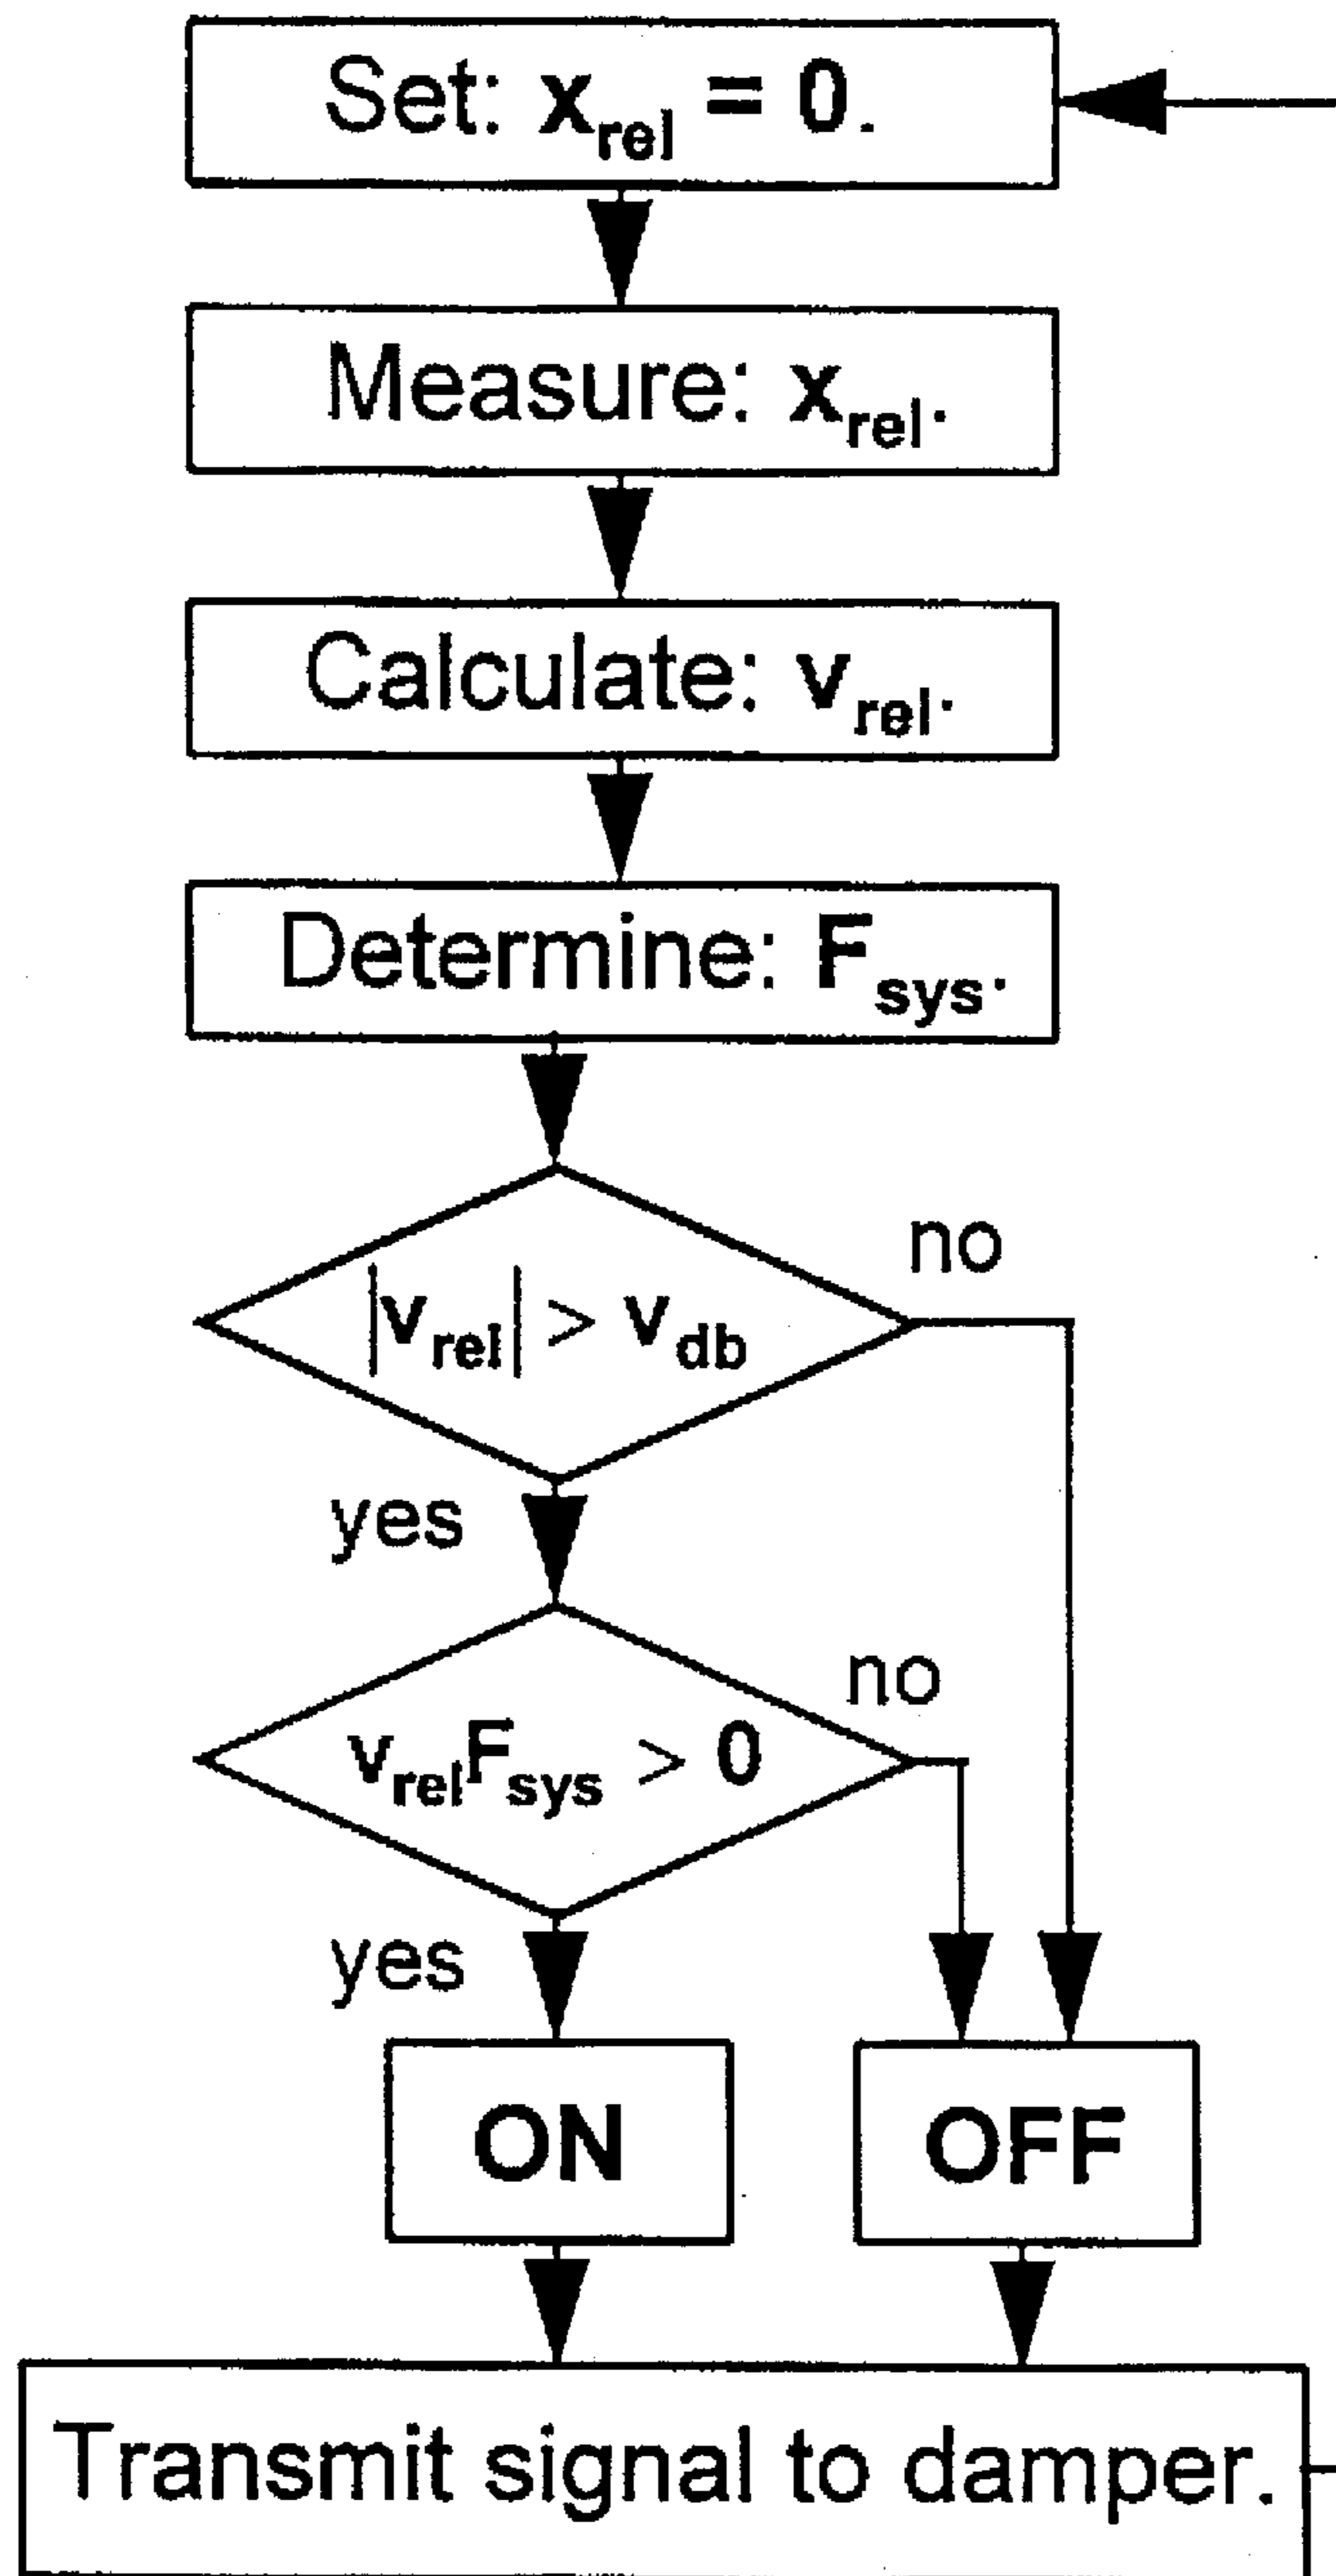 Set: x_rel = 0.
Measure: x_rel.
Calculate: v_rel.
Determine: F_sys.
|v_rel| > v_db
no
yes
v_rel F_sys > 0
no
yes
ON
OFF
Transmit signal to damper.